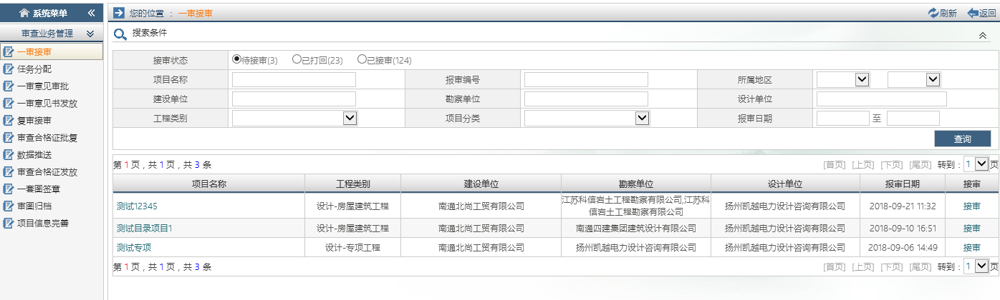 系统菜单
审查业务管理
一审接审
任务分配
一审意见审批
一审意见书发放
复审接审
审查合格证批复
数据推送
审查合格证发放
一套图签章
审图归档
项目信息完善
您的位置 : 一审接审 刷新 返回
搜索条件
接审状态 待接审(3) 已打回(23) 已接审(124)
项目名称 报审编号 所属地区
建设单位 勘察单位 设计单位
工程类别 项目分类 报审日期 至
查询
第 1 页 , 共 1 页 , 共 3 条 [首页] [上页] [下页] [尾页] 转到 : 1 页
项目名称 工程类别 建设单位 勘察单位 设计单位 报审日期 接审
测试12345 设计-房屋建筑工程 南通北尚工贸有限公司 江苏科信岩土工程勘察有限公司,江苏科 扬州凯越电力设计咨询有限公司 2018-09-21 11:32 接审
信岩土工程勘察有限公司
测试目录项目1 设计-房屋建筑工程 南通北尚工贸有限公司 南通四建集团建筑设计有限公司 扬州凯越电力设计咨询有限公司 2018-09-10 16:51 接审
测试专项 设计-专项工程 南通北尚工贸有限公司 扬州凯越电力设计咨询有限公司 扬州凯越电力设计咨询有限公司 2018-09-06 14:49 接审
第 1 页 , 共 1 页 , 共 3 条 [首页] [上页] [下页] [尾页] 转到 : 1 页